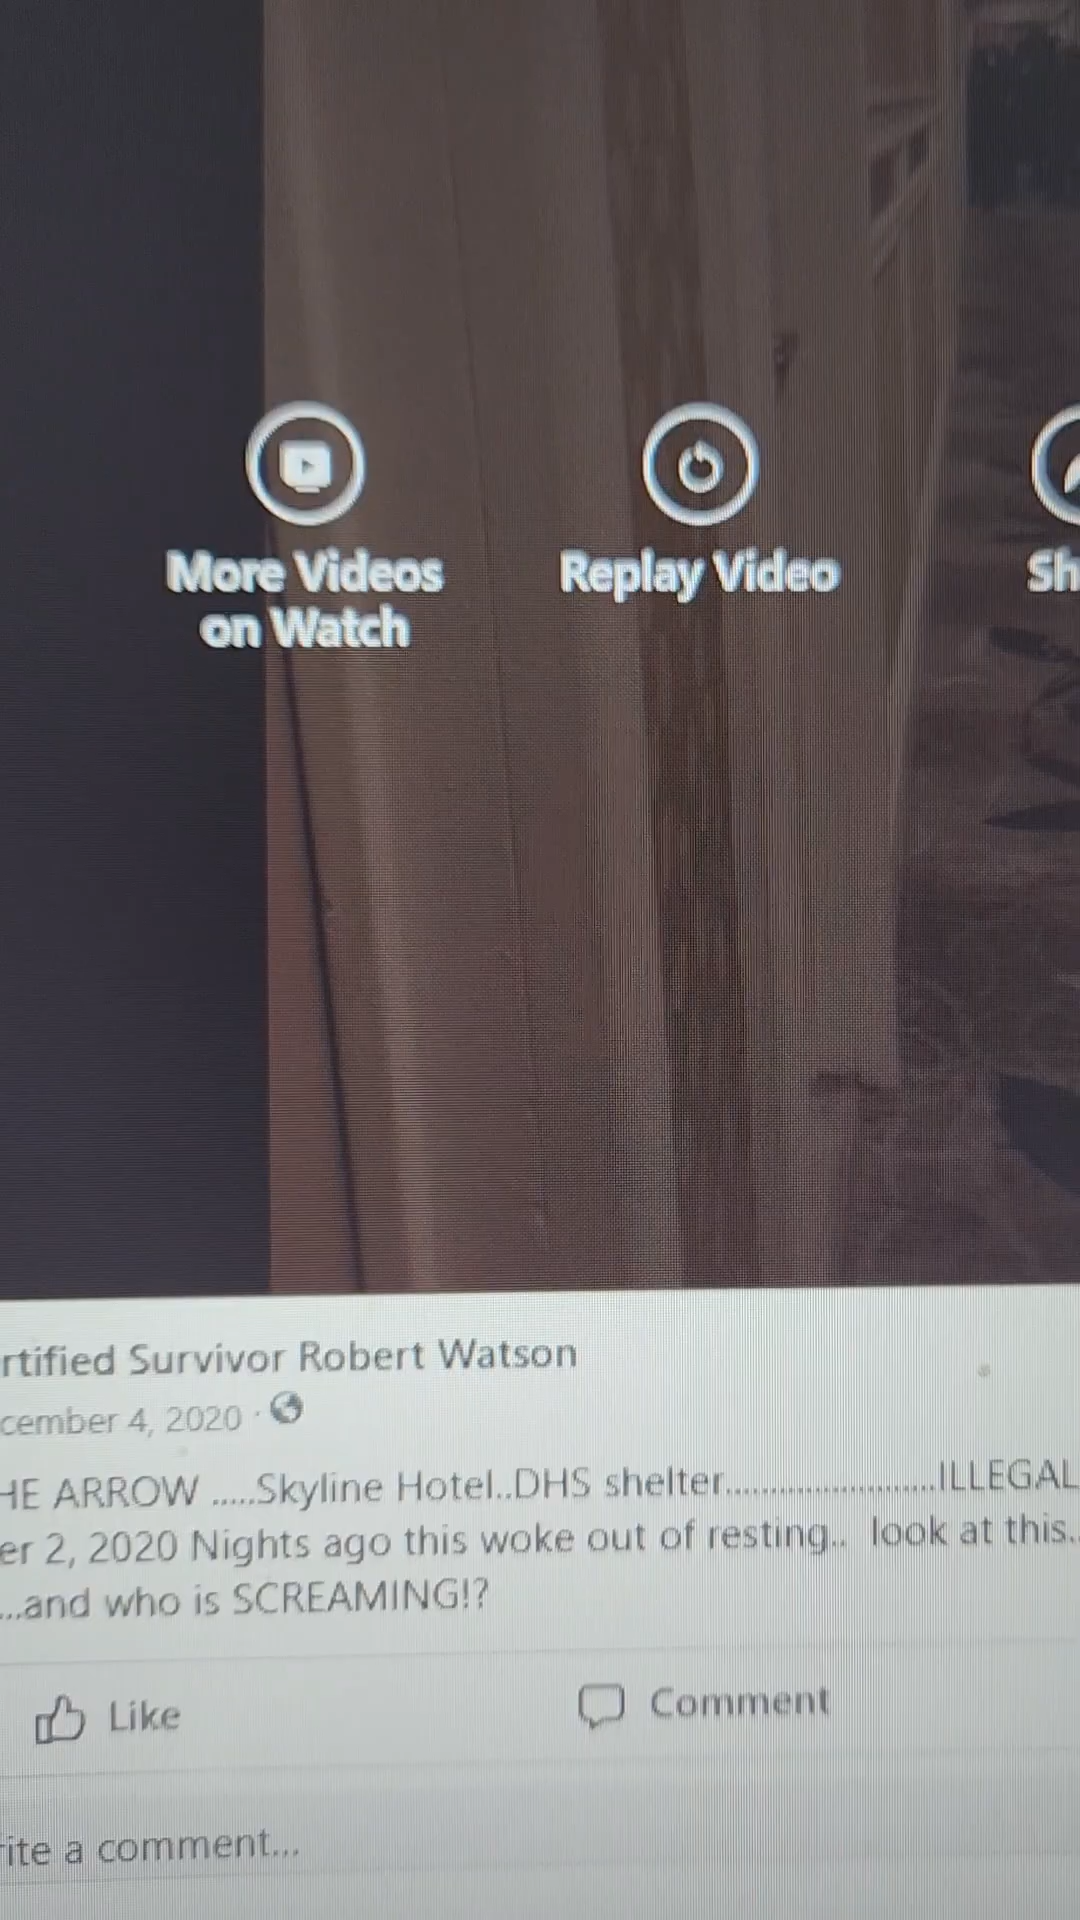 More Videos
on Watch
Replay Video
Sh
rtified Survivor Robert Watson
cember 4, 2020 ·
HE ARROW .....Skyline Hotel..DHS shelter........................ILLEGAL
er 2, 2020 Nights ago this woke out of resting..  look at this..
...and who is SCREAMING!?
Like
Comment
rite a comment...